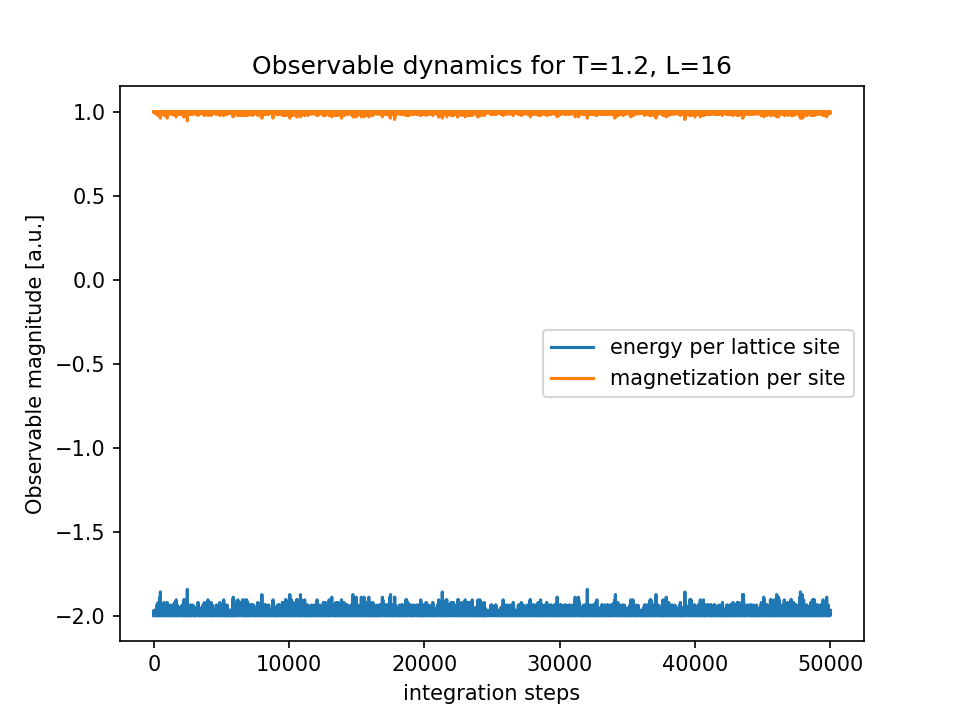 Observable dynamics for T=1.2, L=16
Observable magnitude [a.u.]
1.0
0.5
0.0
−0.5
−1.0
−1.5
−2.0
energy per lattice site
magnetization per site
0 10000 20000 30000 40000 50000
integration steps